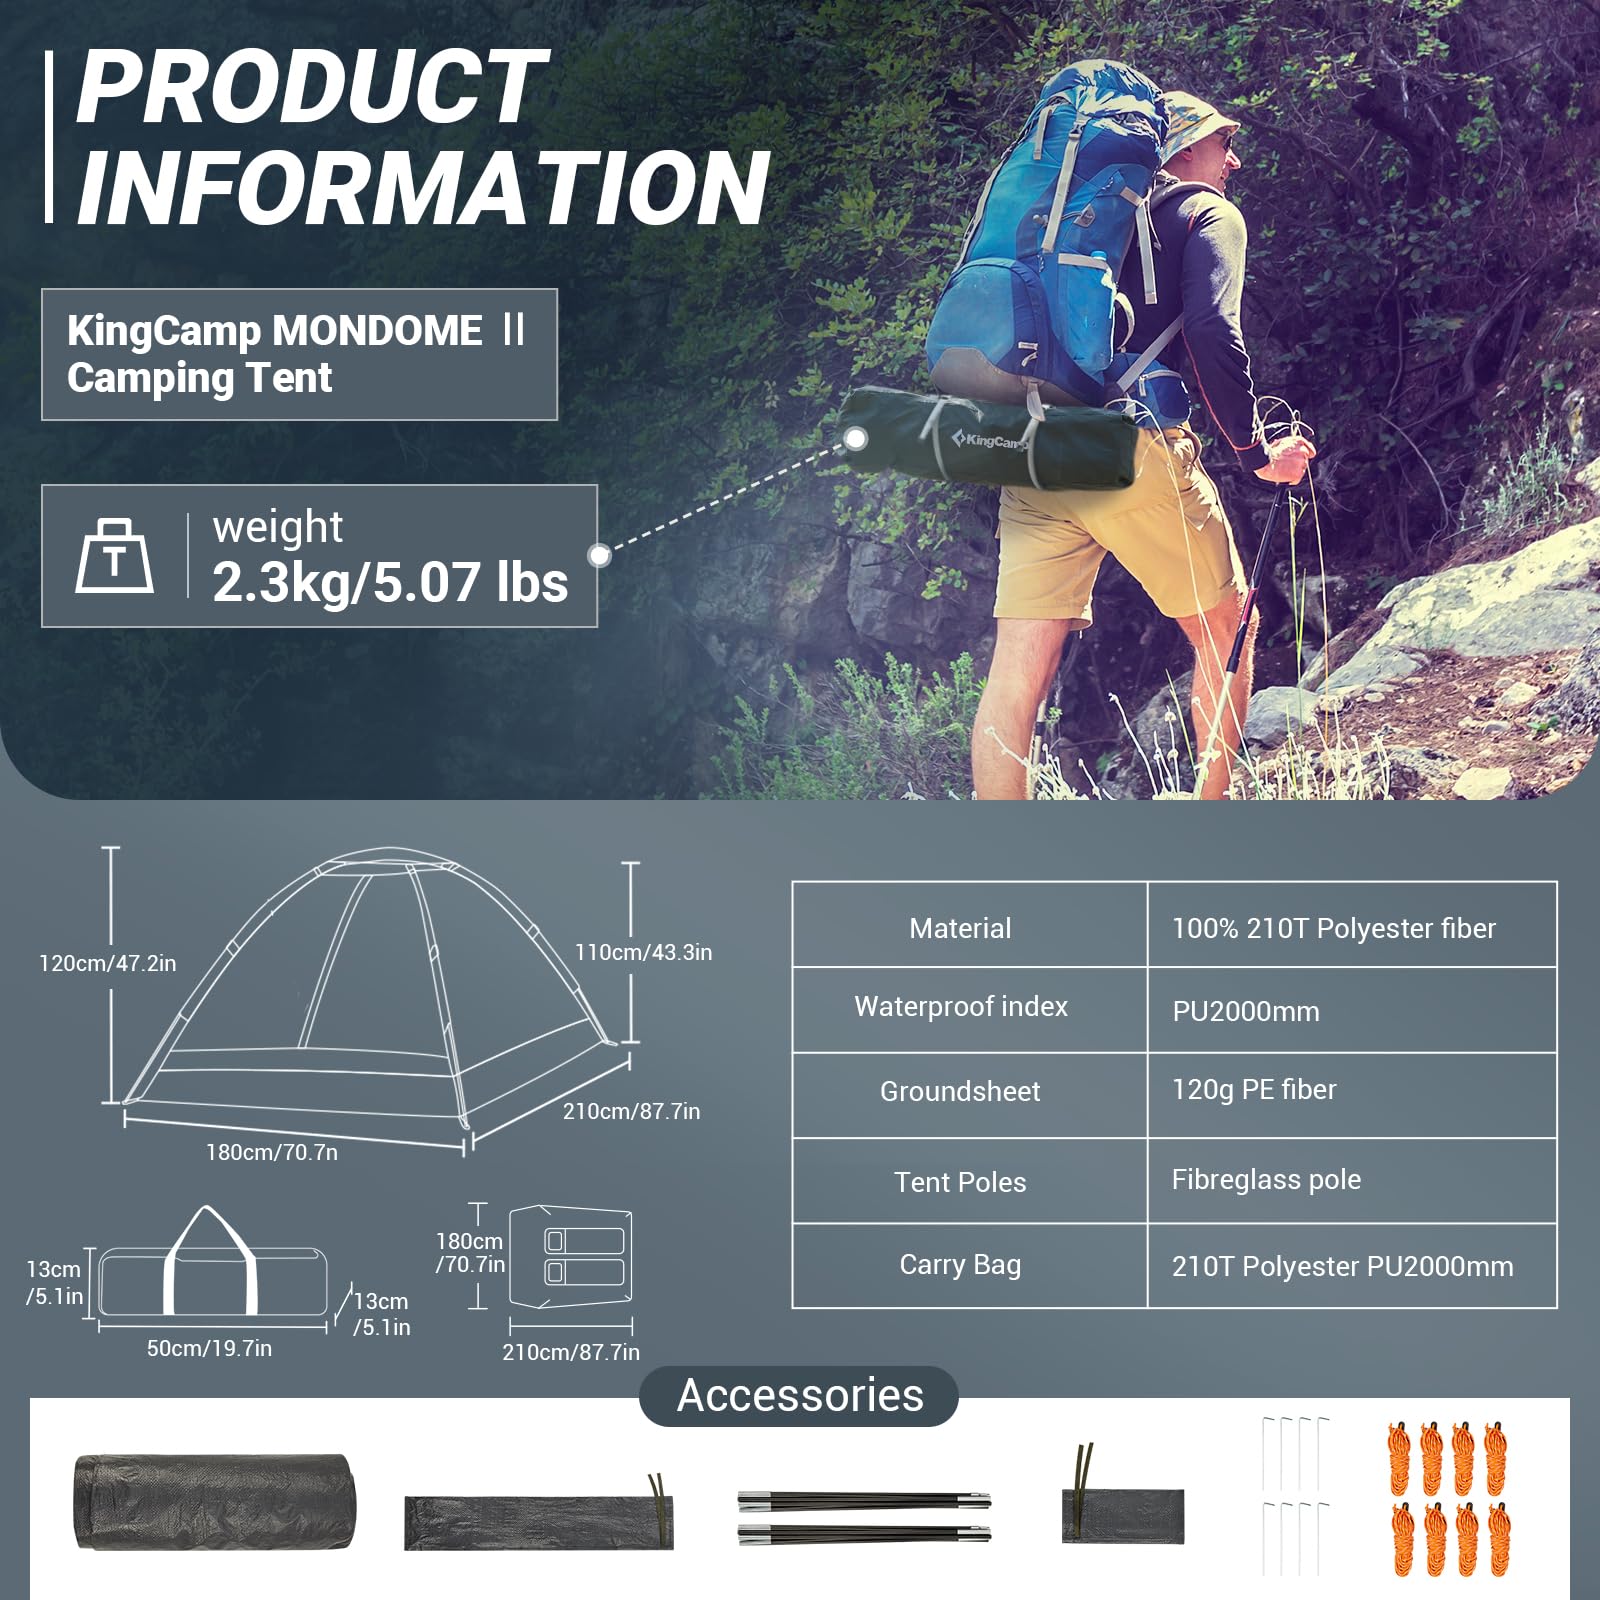 PRODUCT
INFORMATION
KingCamp MONDOME II
Camping Tent
T
weight
2.3kg/5.07 lbs
KingCamp
120cm/47.2in
110cm/43.3in
210cm/87.7in
180cm/70.7n
13cm
/5.1in
13cm
/5.1in
50cm/19.7in
180cm
/70.7in
210cm/87.7in
Material 100% 210T Polyester fiber
Waterproof index PU2000mm
Groundsheet 120g PE fiber
Tent Poles Fibreglass pole
Carry Bag 210T Polyester PU2000mm
Accessories